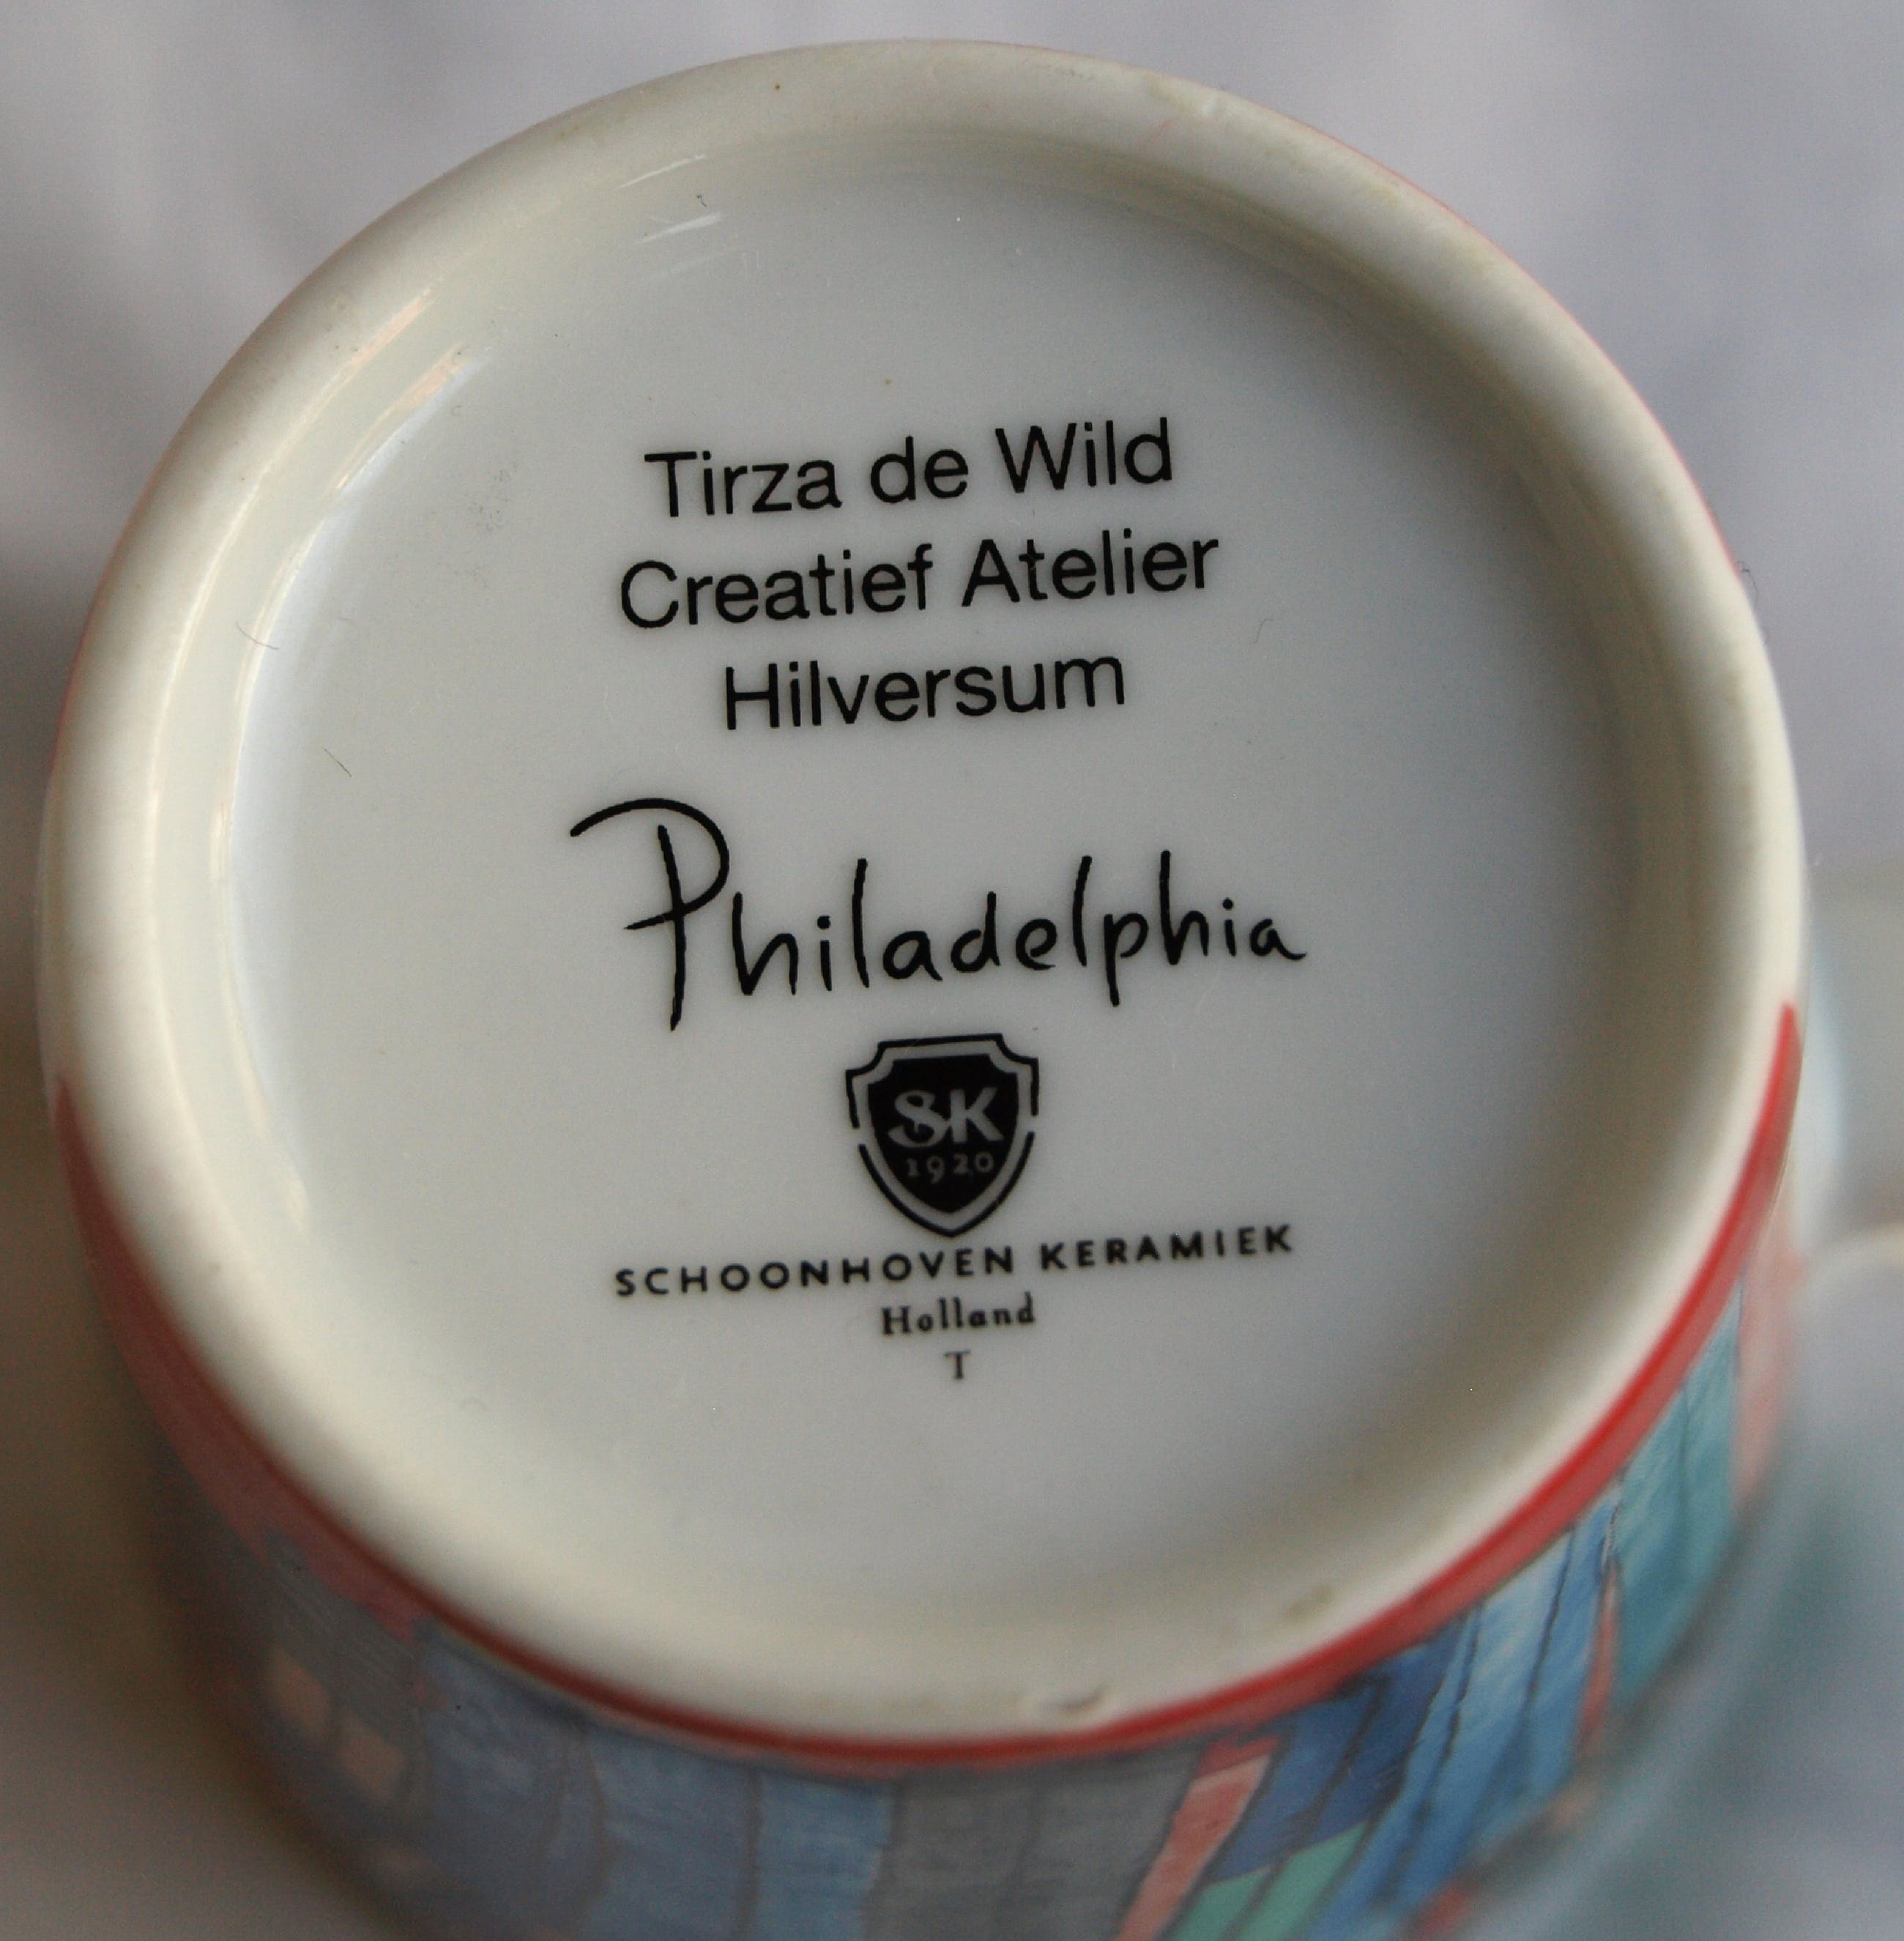 Tirza de Wild
Creatief Atelier
Hilversum
Philadelphia
SK
1920
SCHOONHOVEN KERAMIEK
Holland
T